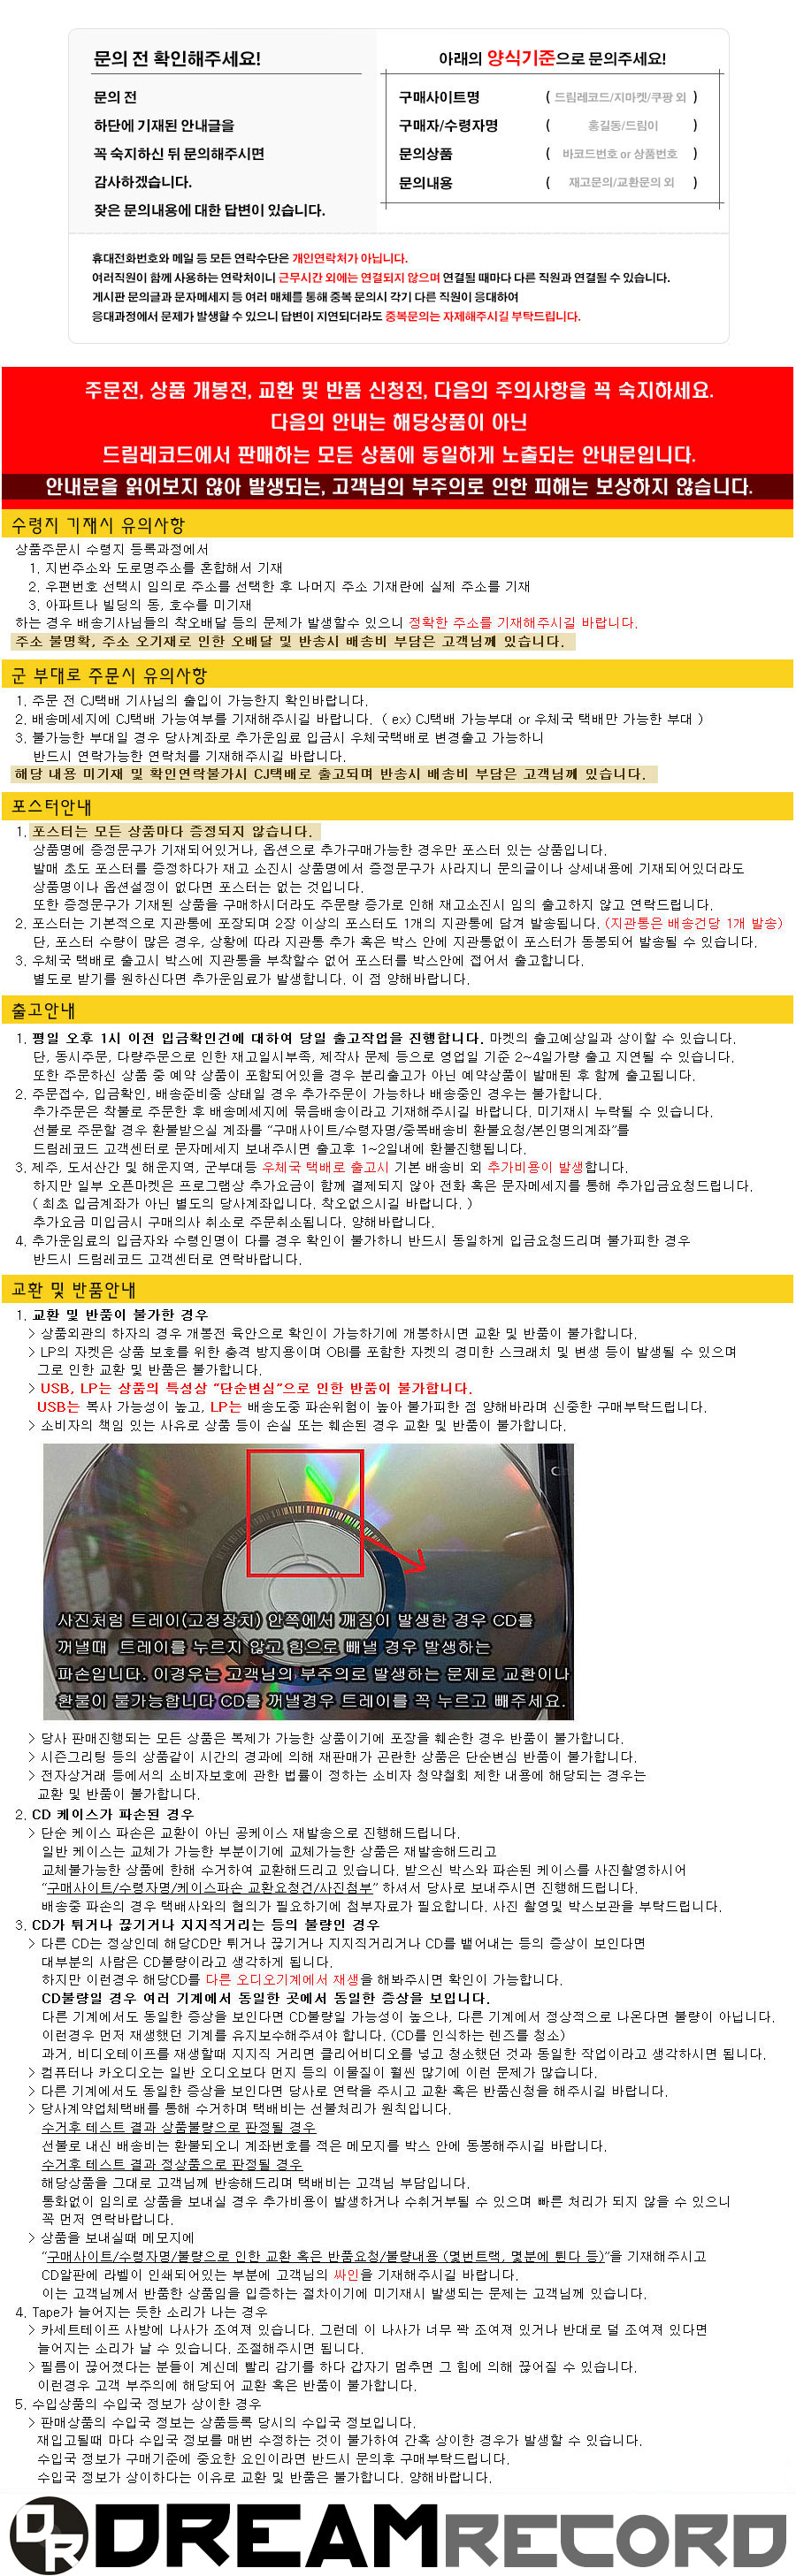 문의 전 확인해주세요!
문의 전
하단에 기재된 안내글을
꼭 숙지하신 뒤 문의해주시면
감사하겠습니다.
잦은 문의내용에 대한 답변이 있습니다.
아래의 양식기준으로 문의주세요!
구매사이트명 ( 드림레코드/지마켓/쿠팡 외 )
구매자/수령자명 ( 홍길동/드림이 )
문의상품 ( 바코드번호 or 상품번호 )
문의내용 ( 재고문의/교환문의 외 )
휴대전화번호와 메일 등 모든 연락수단은 개인연락처가 아닙니다.
여러직원이 함께 사용하는 연락처이니 근무시간 외에는 연결되지 않으며 연결될 때마다 다른 직원과 연결될 수 있습니다.
게시판 문의글과 문자메세지 등 여러 매체를 통해 중복 문의시 각기 다른 직원이 응대하여
응대과정에서 문제가 발생할 수 있으니 답변이 지연되더라도 중복문의는 자제해주시길 부탁드립니다.
주문전, 상품 개봉전, 교환 및 반품 신청전, 다음의 주의사항을 꼭 숙지하세요.
다음의 안내는 해당상품이 아닌
드림레코드에서 판매하는 모든 상품에 동일하게 노출되는 안내문입니다.
안내문을 읽어보지 않아 발생되는, 고객님의 부주의로 인한 피해는 보상하지 않습니다.
수령지 기재시 유의사항
상품주문시 수령지 등록과정에서
1. 지번주소와 도로명주소를 혼합해서 기재
2. 우편번호 선택시 임의로 주소를 선택한 후 나머지 주소 기재란에 실제 주소를 기재
3. 아파트나 빌딩의 동, 호수를 미기재
하는 경우 배송기사님들의 착오배달 등의 문제가 발생할수 있으니 정확한 주소를 기재해주시길 바랍니다.
주소 불명확, 주소 오기재로 인한 오배달 및 반송시 배송비 부담은 고객님께 있습니다.
군 부대로 주문시 유의사항
1. 주문 전 CJ택배 기사님의 출입이 가능한지 확인바랍니다.
2. 배송메세지에 CJ택배 가능여부를 기재해주시길 바랍니다. ( ex) CJ택배 가능부대 or 우체국 택배만 가능한 부대 )
3. 불가능한 부대일 경우 당사계좌로 추가운임료 입금시 우체국택배로 변경출고 가능하니
반드시 연락가능한 연락처를 기재해주시길 바랍니다.
해당 내용 미기재 및 확인연락불가시 CJ택배로 출고되며 반송시 배송비 부담은 고객님께 있습니다.
포스터안내
1. 포스터는 모든 상품마다 증정되지 않습니다.
상품명에 증정문구가 기재되어있거나, 옵션으로 추가구매가능한 경우만 포스터 있는 상품입니다.
발매 초도 포스터를 증정하다가 재고 소진시 상품명에서 증정문구가 사라지니 문의글이나 상세내용에 기재되어있더라도
상품명이나 옵션설정이 없다면 포스터는 없는 것입니다.
또한 증정문구가 기재된 상품을 구매하시더라도 주문량 증가로 인해 재고소진시 임의 출고하지 않고 연락드립니다.
2. 포스터는 기본적으로 지관통에 포장되며 2장 이상의 포스터도 1개의 지관통에 담겨 발송됩니다. (지관통은 배송건당 1개 발송)
단, 포스터 수량이 많은 경우, 상황에 따라 지관통 추가 혹은 박스 안에 지관통없이 포스터가 동봉되어 발송될 수 있습니다.
3. 우체국 택배로 출고시 박스에 지관통을 부착할수 없어 포스터를 박스안에 접어서 출고합니다.
별도로 받기를 원하신다면 추가운임료가 발생합니다. 이 점 양해바랍니다.
출고안내
1. 평일 오후 1시 이전 입금확인건에 대하여 당일 출고작업을 진행합니다. 마켓의 출고예상일과 상이할 수 있습니다.
단, 동시주문, 다량주문으로 인한 재고일시부족, 제작사 문제 등으로 영업일 기준 2~4일가량 출고 지연될 수 있습니다.
또한 주문하신 상품 중 예약 상품이 포함되어있을 경우 분리출고가 아닌 예약상품이 발매된 후 함께 출고됩니다.
2. 주문접수, 입금확인, 배송준비중 상태일 경우 추가주문이 가능하나 배송중인 경우는 불가합니다.
추가주문은 착불로 주문한 후 배송메세지에 묶음배송이라고 기재해주시길 바랍니다. 미기재시 누락될 수 있습니다.
선불로 주문할 경우 환불받으실 계좌를 “구매사이트/수령자명/중복배송비 환불요청/본인명의계좌”를
드림레코드 고객센터로 문자메세지 보내주시면 출고후 1~2일내에 환불진행됩니다.
3. 제주, 도서산간 및 해운지역, 군부대등 우체국 택배로 출고시 기본 배송비 외 추가비용이 발생합니다.
하지만 일부 오픈마켓은 프로그램상 추가요금이 함께 결제되지 않아 전화 혹은 문자메세지를 통해 추가입금요청드립니다.
( 최초 입금계좌가 아닌 별도의 당사계좌입니다. 착오없으시길 바랍니다. )
추가요금 미입금시 구매의사 취소로 주문취소됩니다. 양해바랍니다.
4. 추가운임료의 입금자와 수령인명이 다를 경우 확인이 불가하니 반드시 동일하게 입금요청드리며 불가피한 경우
반드시 드림레코드 고객센터로 연락바랍니다.
교환 및 반품안내
1. 교환 및 반품이 불가한 경우
> 상품외관의 하자의 경우 개봉전 육안으로 확인이 가능하기에 개봉하시면 교환 및 반품이 불가합니다.
> LP의 자켓은 상품 보호를 위한 충격 방지용이며 OBI를 포함한 자켓의 경미한 스크래치 및 변생 등이 발생될 수 있으며
그로 인한 교환 및 반품은 불가합니다.
> USB, LP는 상품의 특성상 “단순변심”으로 인한 반품이 불가합니다.
USB는 복사 가능성이 높고, LP는 배송도중 파손위험이 높아 불가피한 점 양해바라며 신중한 구매부탁드립니다.
> 소비자의 책임 있는 사유로 상품 등이 손실 또는 훼손된 경우 교환 및 반품이 불가합니다.
사진처럼 트레이(고정장치) 안쪽에서 깨짐이 발생한 경우 CD를
꺼낼때 트레이를 누르지 않고 힘으로 빼낼 경우 발생하는
파손입니다. 이경우는 고객님의 부주의로 발생하는 문제로 교환이나
환불이 불가능합니다 CD를 꺼낼경우 트레이를 꼭 누르고 빼주세요.
> 당사 판매진행되는 모든 상품은 복제가 가능한 상품이기에 포장을 훼손한 경우 반품이 불가합니다.
> 시즌그리팅 등의 상품같이 시간의 경과에 의해 재판매가 곤란한 상품은 단순변심 반품이 불가합니다.
> 전자상거래 등에서의 소비자보호에 관한 법률이 정하는 소비자 청약철회 제한 내용에 해당되는 경우는
교환 및 반품이 불가합니다.
2. CD 케이스가 파손된 경우
> 단순 케이스 파손은 교환이 아닌 공케이스 재발송으로 진행해드립니다.
일반 케이스는 교체가 가능한 부분이기에 교체가능한 상품은 재발송해드리고
교체불가능한 상품에 한해 수거하여 교환해드리고 있습니다. 받으신 박스와 파손된 케이스를 사진촬영하시어
“구매사이트/수령자명/케이스파손 교환요청건/사진첨부” 하셔서 당사로 보내주시면 진행해드립니다.
배송중 파손의 경우 택배사와의 협의가 필요하기에 첨부자료가 필요합니다. 사진 촬영및 박스보관을 부탁드립니다.
3. CD가 튀거나 끊기거나 지지직거리는 등의 불량인 경우
> 다른 CD는 정상인데 해당CD만 튀거나 끊기거나 지지직거리거나 CD를 뱉어내는 등의 증상이 보인다면
대부분의 사람은 CD불량이라고 생각하게 됩니다.
하지만 이런경우 해당CD를 다른 오디오기계에서 재생을 해봐주시면 확인이 가능합니다.
CD불량일 경우 여러 기계에서 동일한 곳에서 동일한 증상을 보입니다.
다른 기계에서도 동일한 증상을 보인다면 CD불량일 가능성이 높으나, 다른 기계에서 정상적으로 나온다면 불량이 아닙니다.
이런경우 먼저 재생했던 기계를 유지보수해주셔야 합니다. (CD를 인식하는 렌즈를 청소)
과거, 비디오테이프를 재생할때 지지직 거리면 클리어비디오를 넣고 청소했던 것과 동일한 작업이라고 생각하시면 됩니다.
> 컴퓨터나 카오디오는 일반 오디오보다 먼지 등의 이물질이 훨씬 많기에 이런 문제가 많습니다.
> 다른 기계에서도 동일한 증상을 보인다면 당사로 연락을 주시고 교환 혹은 반품신청을 해주시길 바랍니다.
> 당사계약업체택배를 통해 수거하며 택배비는 선불처리가 원칙입니다.
수거후 테스트 결과 상품불량으로 판정될 경우
선불로 내신 배송비는 환불되오니 계좌번호를 적은 메모지를 박스 안에 동봉해주시길 바랍니다.
수거후 테스트 결과 정상품으로 판정될 경우
해당상품을 그대로 고객님께 반송해드리며 택배비는 고객님 부담입니다.
통화없이 임의로 상품을 보내실 경우 추가비용이 발생하거나 수취거부될 수 있으며 빠른 처리가 되지 않을 수 있으니
꼭 먼저 연락바랍니다.
> 상품을 보내실때 메모지에
“구매사이트/수령자명/불량으로 인한 교환 혹은 반품요청/불량내용 (몇번트랙, 몇분에 튄다 등)”을 기재해주시고
CD알판에 라벨이 인쇄되어있는 부분에 고객님의 싸인을 기재해주시길 바랍니다.
이는 고객님께서 반품한 상품임을 입증하는 절차이기에 미기재시 발생되는 문제는 고객님께 있습니다.
4. Tape가 늘어지는 듯한 소리가 나는 경우
> 카세트테이프 사방에 나사가 조여져 있습니다. 그런데 이 나사가 너무 꽉 조여져 있거나 반대로 덜 조여져 있다면
늘어지는 소리가 날 수 있습니다. 조절해주시면 됩니다.
> 필름이 끊어졌다는 분들이 계신데 빨리 감기를 하다 갑자기 멈추면 그 힘에 의해 끊어질 수 있습니다.
이런경우 고객 부주의에 해당되어 교환 혹은 반품이 불가합니다.
5. 수입상품의 수입국 정보가 상이한 경우
> 판매상품의 수입국 정보는 상품등록 당시의 수입국 정보입니다.
재입고될때 마다 수입국 정보를 매번 수정하는 것이 불가하여 간혹 상이한 경우가 발생할 수 있습니다.
수입국 정보가 구매기준에 중요한 요인이라면 반드시 문의후 구매부탁드립니다.
수입국 정보가 상이하다는 이유로 교환 및 반품은 불가합니다. 양해바랍니다.
DR DREAMRECORD